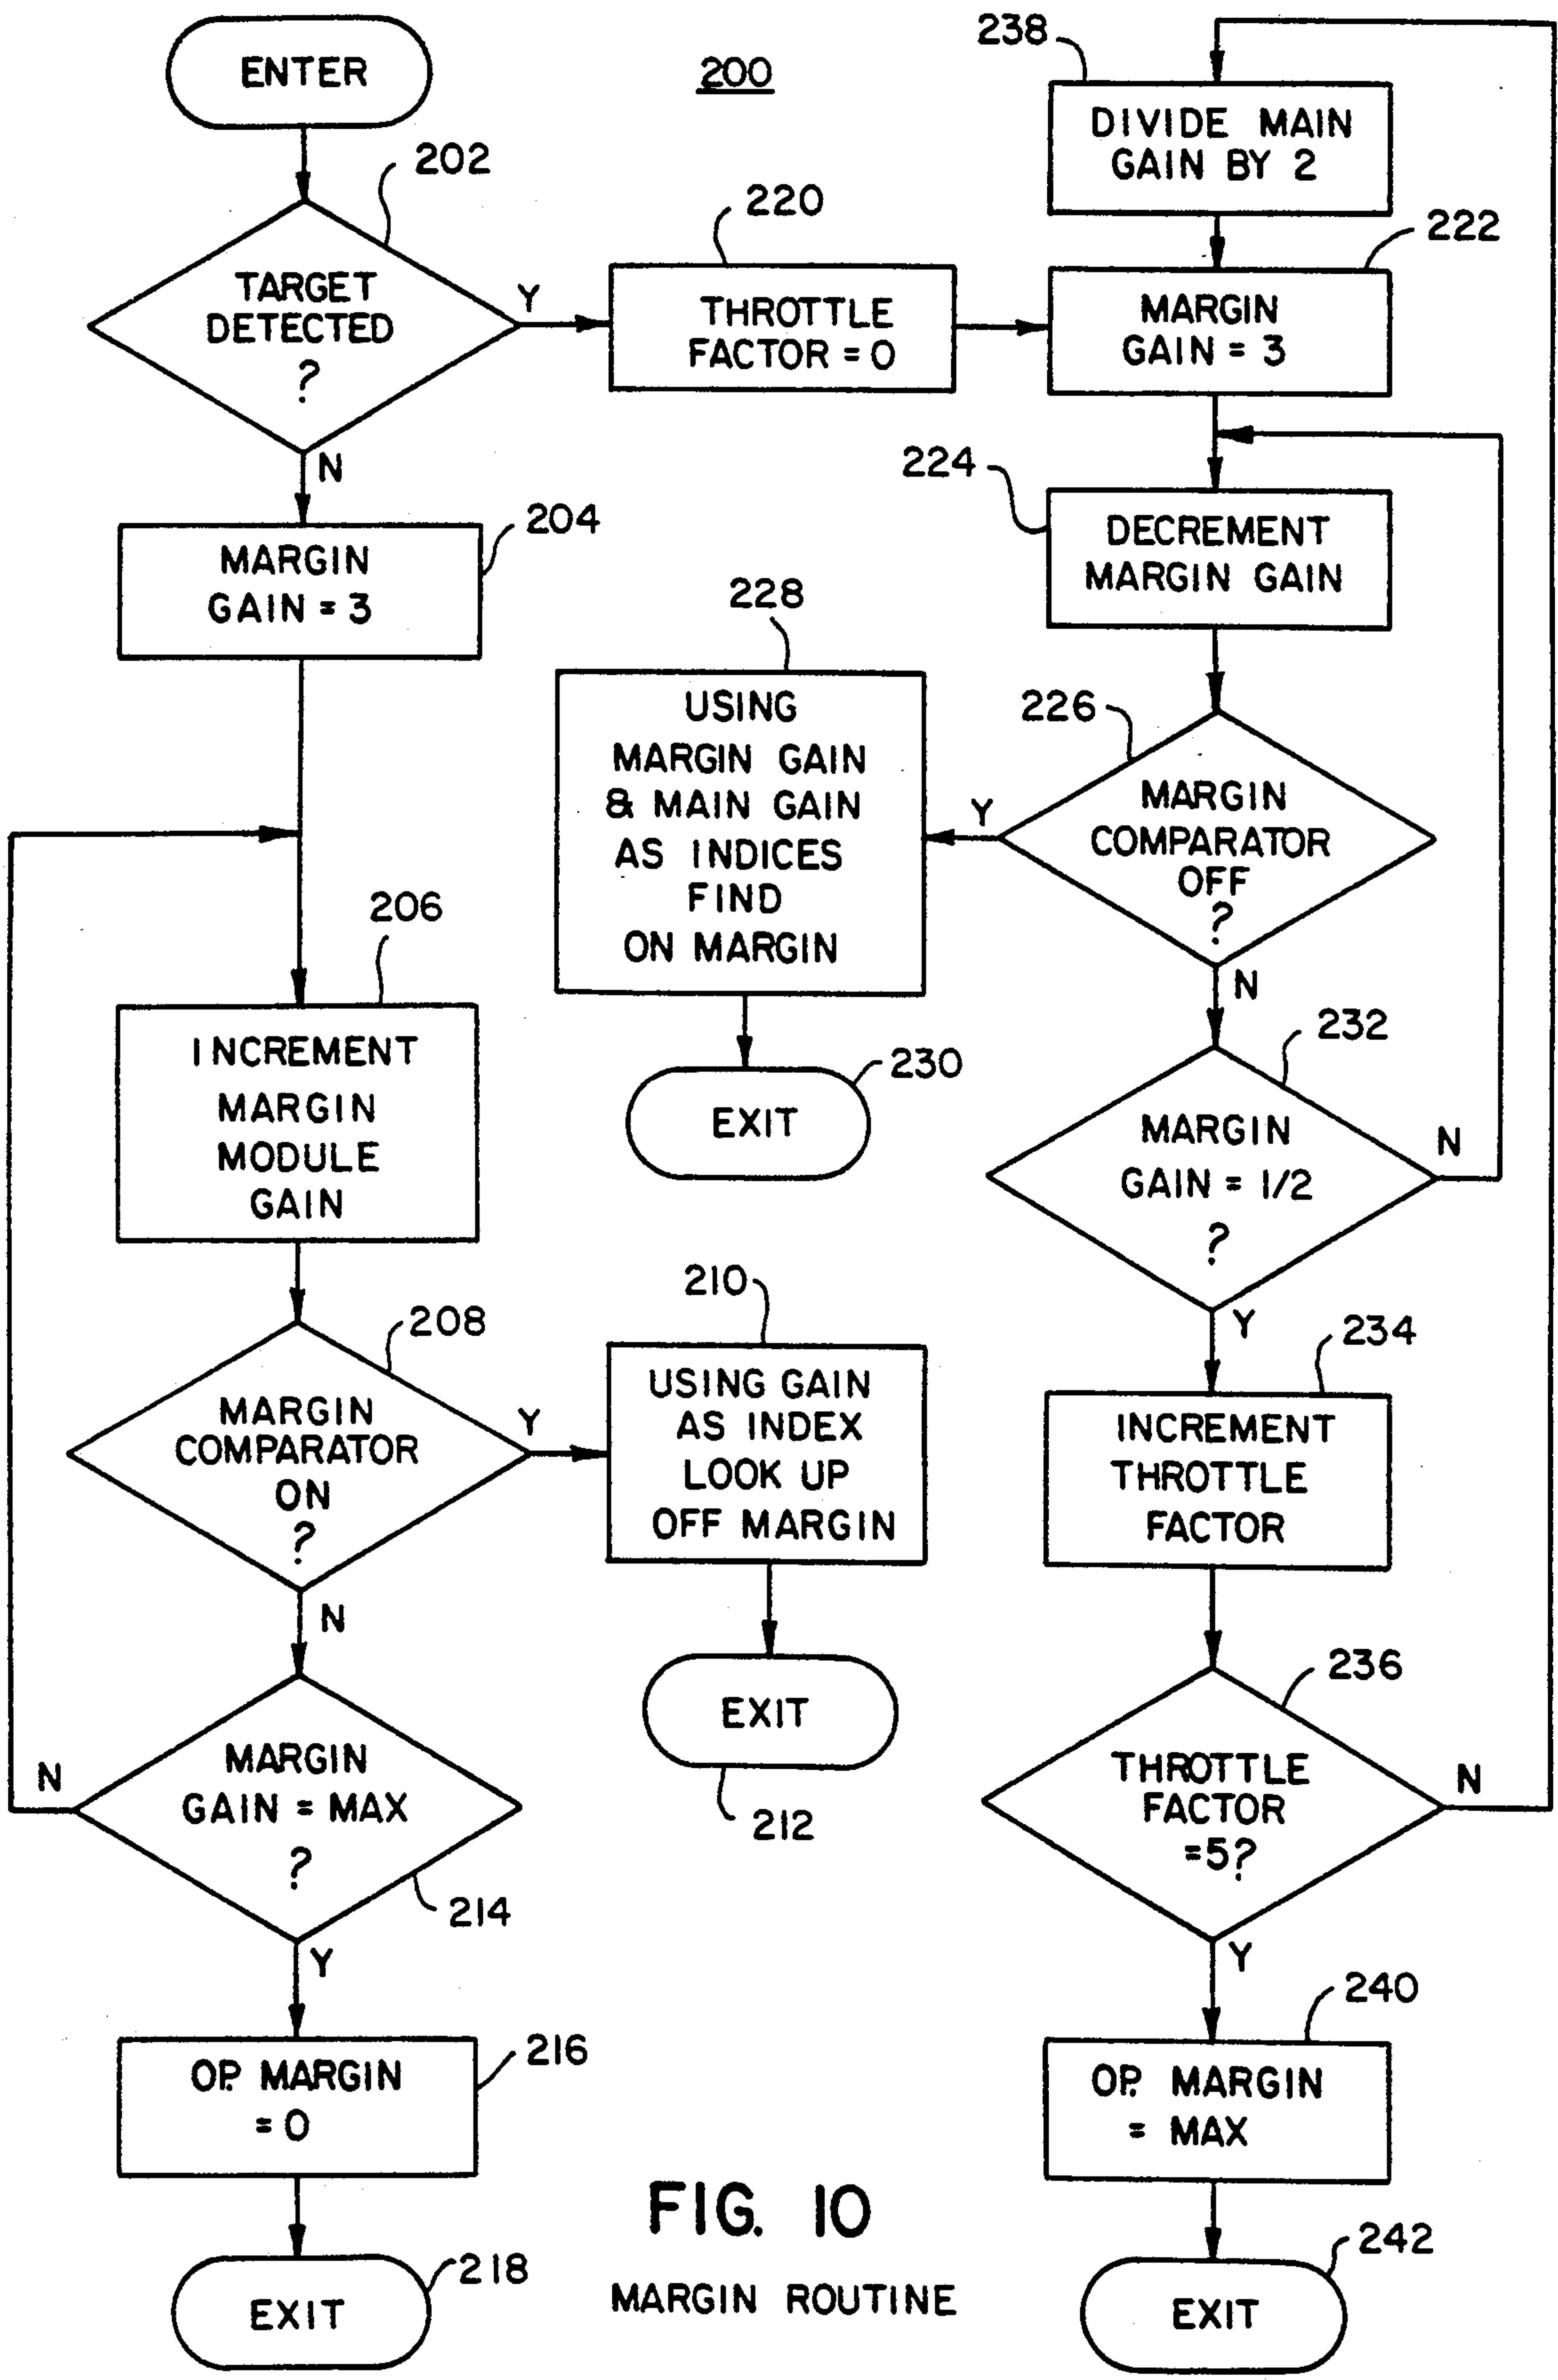 ENTER
200
202
TARGET
DETECTED
?
Y
N
204
MARGIN
GAIN = 3
206
INCREMENT
MARGIN
MODULE
GAIN
208
MARGIN
COMPARATOR
ON
?
Y
N
210
USING GAIN
AS INDEX
LOOK UP
OFF MARGIN
EXIT
212
MARGIN
GAIN = MAX
?
N
214
Y
216
OP. MARGIN
= 0
218
EXIT
220
THROTTLE
FACTOR = 0
238
DIVIDE MAIN
GAIN BY 2
222
MARGIN
GAIN = 3
224
DECREMENT
MARGIN GAIN
226
MARGIN
COMPARATOR
OFF
?
Y
N
228
USING
MARGIN GAIN
& MAIN GAIN
AS INDICES
FIND
ON MARGIN
230
EXIT
232
MARGIN
GAIN = 1/2
?
N
Y
234
INCREMENT
THROTTLE
FACTOR
236
THROTTLE
FACTOR
=5?
N
Y
240
OP. MARGIN
= MAX
242
EXIT
FIG. 10
MARGIN ROUTINE